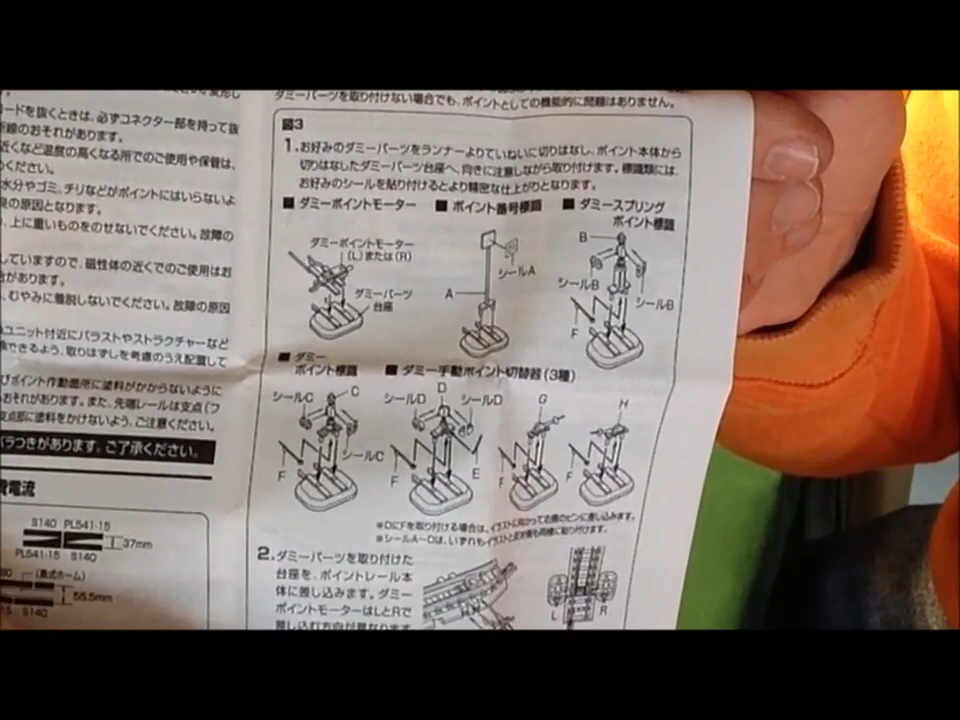 ードを抜くときは、必ずコネクター部を持って抜
断線のおそれがあります。
近くなど温度の高くなる所でのご使用や保管は、
ください。
水分やゴミ、チリなどがポイントにはいらないよ
良の原因となります。
、上に重いものをのせないでください。故障の
していますので、磁性体の近くでのご使用はお
があります。
、むやみに着脱しないでください。故障の原因
ユニット付近にバラストやストラクチャーなど
換できるよう、取りはずしを考慮のうえ配置して
びポイント作動箇所に塗料がかからないように
おそれがあります。また、先端レールは支点(フ
支点部に塗料をかけないよう、ご注意ください。
バラつきがあります。ご了承ください。
電流
S140 PL541-15
37mm
PL541-15 S140
(島式ホーム)
55.5mm
S140
ダミーパーツを取り付けない場合でも、ポイントとしての機能的に問題はありません。
図3
1.お好みのダミーパーツをランナーよりていねいに切りはなし、ポイント本体から
切りはなしたダミーパーツ台座へ、向きに注意しながら取り付けます。標識類には、
お好みのシールを貼り付けるとより精密な仕上がりとなります。
■ダミーポイントモーター
■ポイント番号標識
■ダミースプリング
ポイント標識
ダミーポイントモーター
(L)または(R)
ダミーパーツ
台座
シールA
A
B
シールB
シールB
F
■ダミー
ポイント標識
■ダミー手動ポイント切替器(3種)
シールC
C
シールC
F
シールD
D
シールD
F
E
G
F
H
F
※DにFを取り付ける場合は、イラストに向かって右側のピンに差し込みます。
※シールA~Dは、いずれもイラストと反対側も同様に貼り付けます。
2.ダミーパーツを取り付けた
台座を、ポイントレール本
体に差し込みます。ダミー
ポイントモーターはLとRで
差し込む方向が異なります
L
R